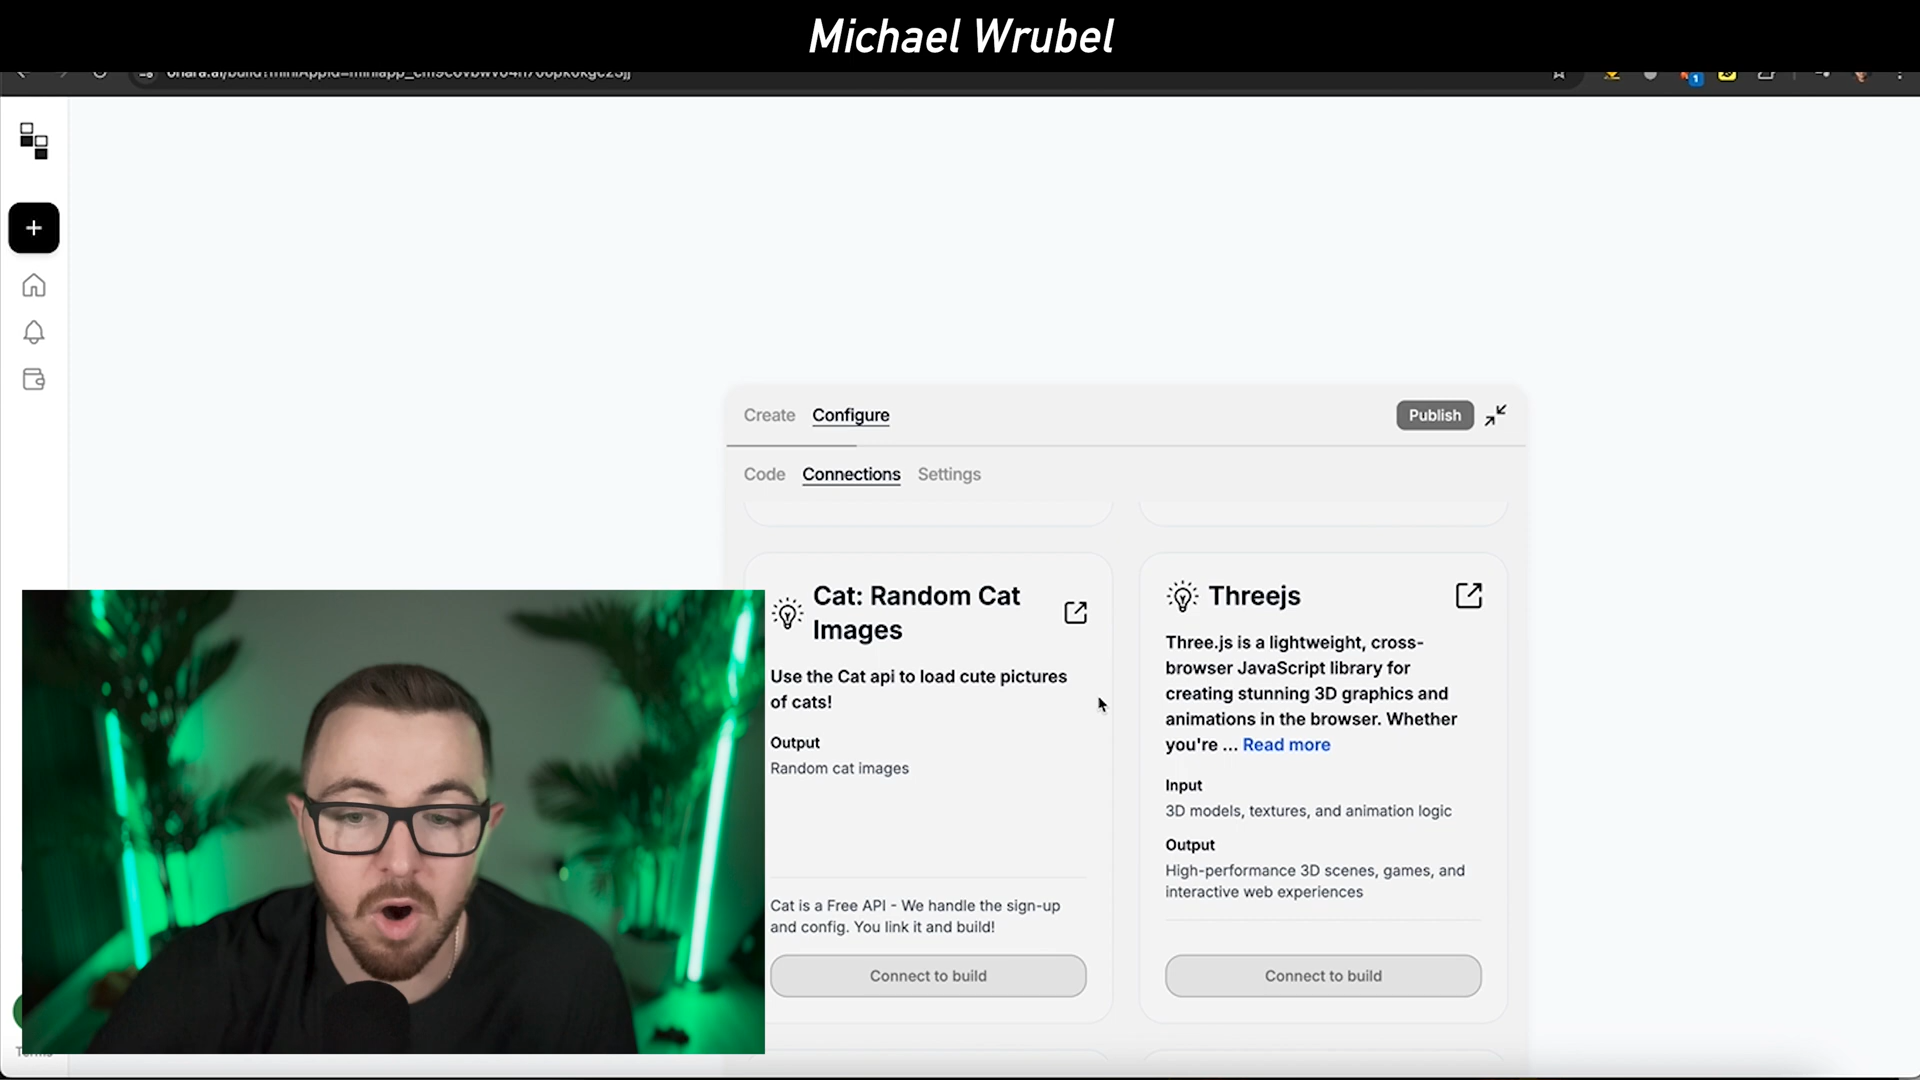 Michael Wrubel
1
Create Configure
Publish
Code Connections Settings
Cat: Random Cat
Images
Use the Cat api to load cute pictures
of cats!
Output
Random cat images
Cat is a Free API - We handle the sign-up
and config. You link it and build!
Connect to build
Threejs
Three.js is a lightweight, cross-
browser JavaScript library for
creating stunning 3D graphics and
animations in the browser. Whether
you're ... Read more
Input
3D models, textures, and animation logic
Output
High-performance 3D scenes, games, and
interactive web experiences
Connect to build
Terms